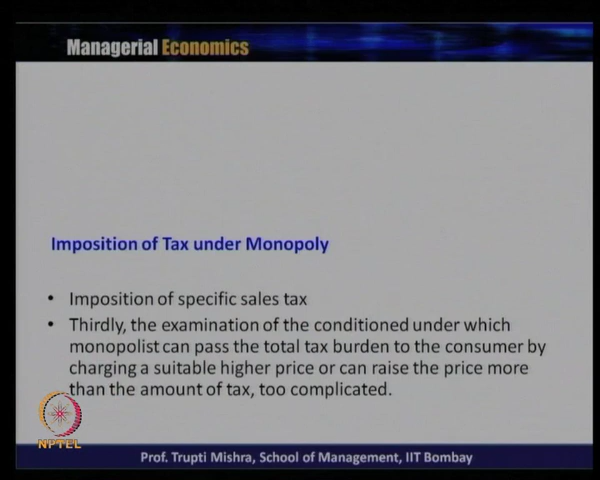 Managerial Economics
Imposition of Tax under Monopoly
• Imposition of specific sales tax
• Thirdly, the examination of the conditioned under which
monopolist can pass the total tax burden to the consumer by
charging a suitable higher price or can raise the price more
than the amount of tax, too complicated.
NPTEL
Prof. Trupti Mishra, School of Management, IIT Bombay